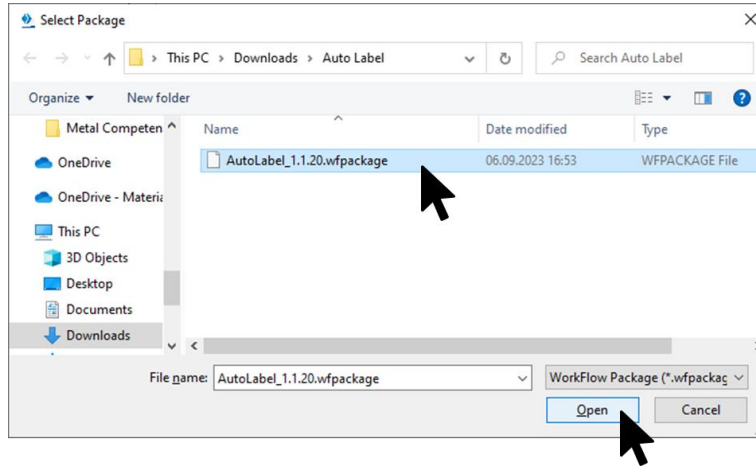 Select Package
This PC > Downloads > Auto Label
Search Auto Label
Organize
New folder
Name
Date modified
Type
Metal Competen
AutoLabel_1.1.20.wfpackage
06.09.2023 16:53
WFPACKAGE File
OneDrive
OneDrive - Materia
This PC
3D Objects
Desktop
Documents
Downloads
File name:
AutoLabel_1.1.20.wfpackage
WorkFlow Package (*.wfpackag
Open
Cancel